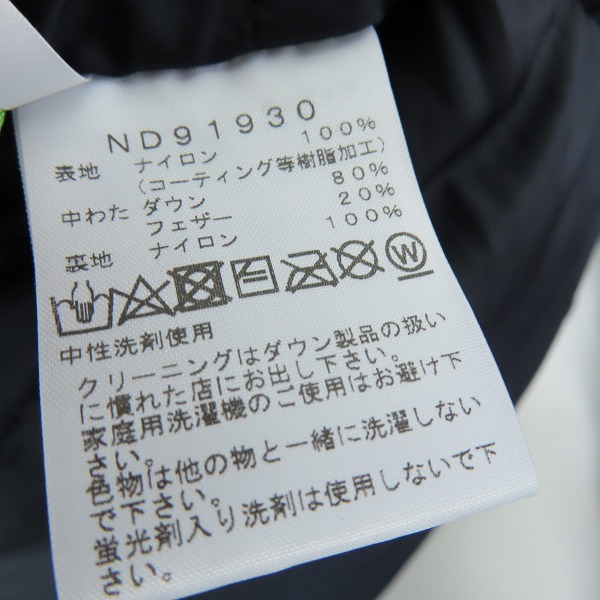 ND91930
表地 ナイロン 100%
(コーティング等樹脂加工)
中わた ダウン 80%
フェザー 20%
裏地 ナイロン 100%
W
中性洗剤使用
クリーニングはダウン製品の扱い
に慣れた店にお出し下さい。
家庭用洗濯機のご使用はお避け下
さい。
色物は他の物と一緒に洗濯しない
で下さい。
蛍光剤入り洗剤は使用しないで下
さい。